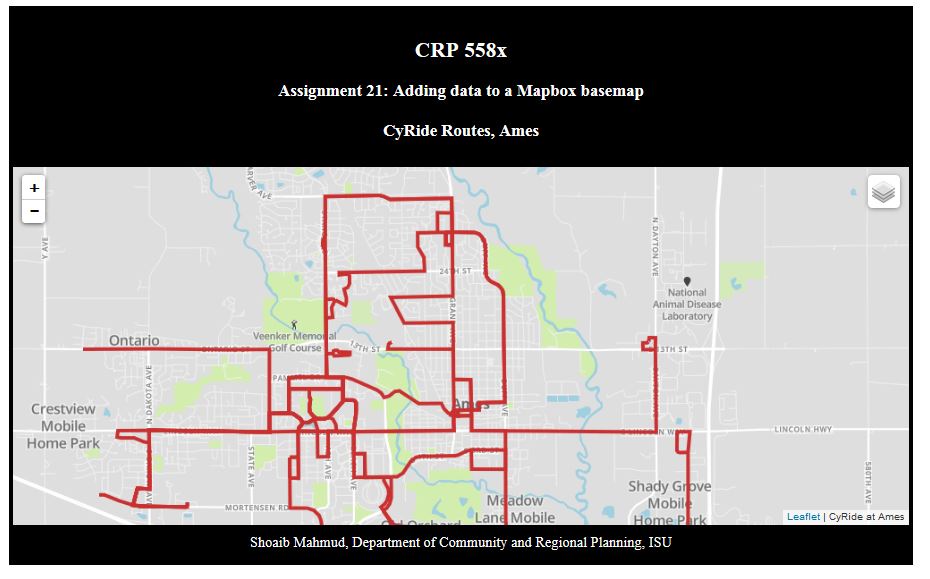 CRP 558x
Assignment 21: Adding data to a Mapbox basemap
CyRide Routes, Ames
+
−
Y AVE
N DAYTON AVE
24TH ST
National
Animal Disease
Laboratory
Veenker Memorial
Golf Course
13TH ST
Ontario
13TH ST
N DAKOTA AVE
Ames
Crestview
Mobile
Home Park
LINCOLN HWY
STATE AVE
580TH AVE
MORTENSEN RD
Meadow
Lane Mobile
Shady Grove
Mobile
Home Park
Old Orchard
Leaflet | CyRide at Ames
Shoaib Mahmud, Department of Community and Regional Planning, ISU